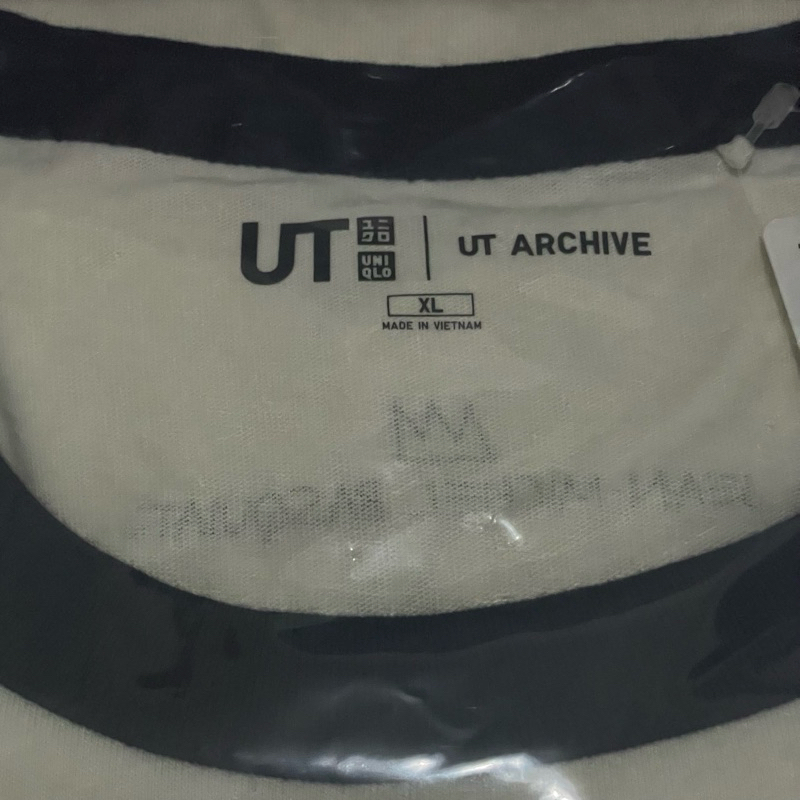 UT ユニクロ UNIQLO | UT ARCHIVE
XL
MADE IN VIETNAM